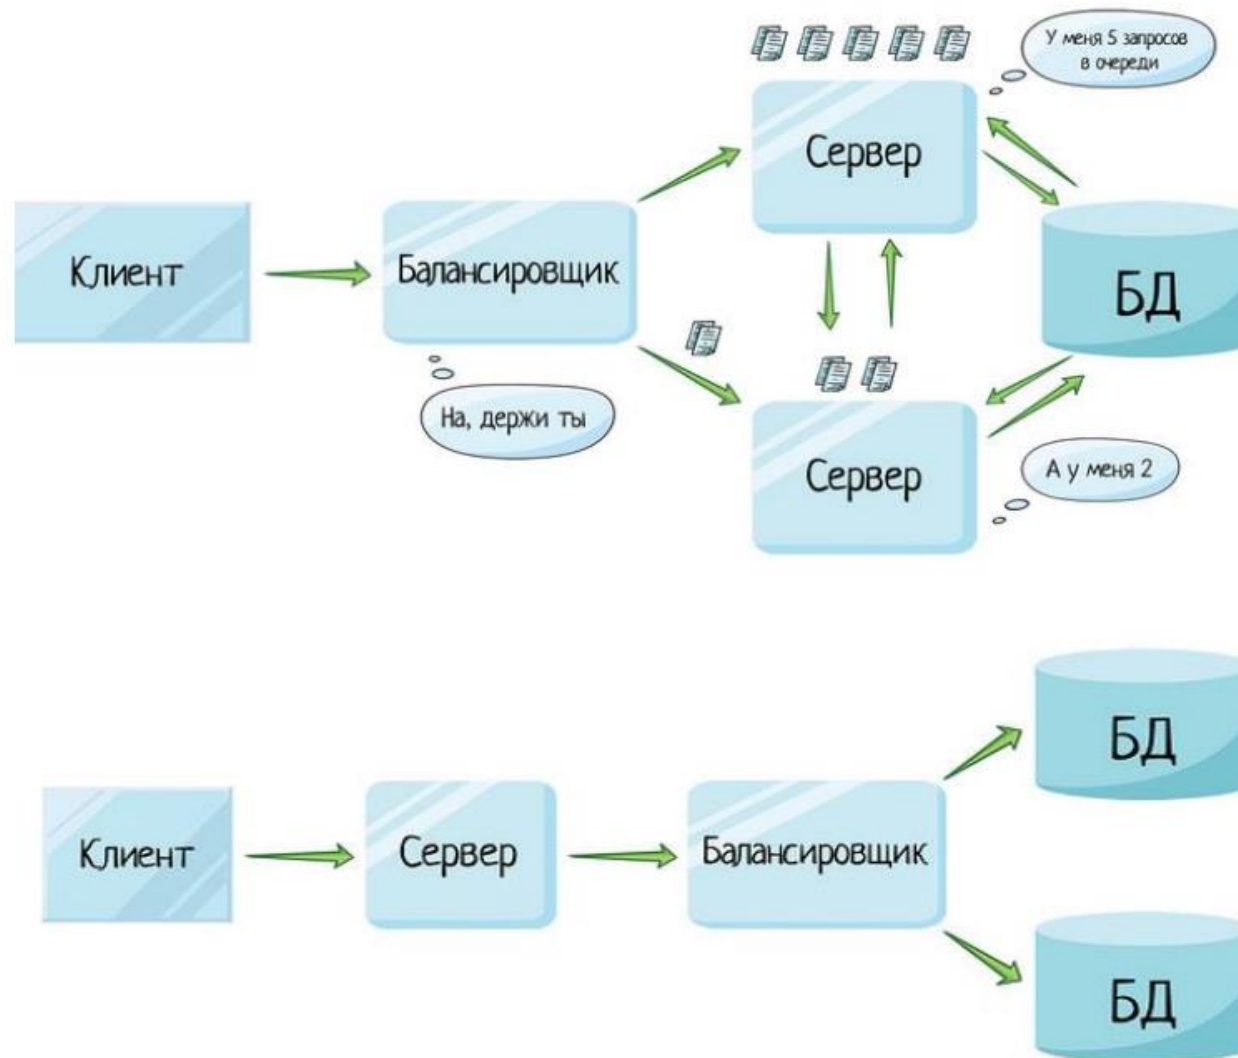 У меня 5 запросов
в очереди
Сервер
Клиент
Балансировщик
БД
На, держи ты
Сервер
А у меня 2
БД
Клиент
Сервер
Балансировщик
БД